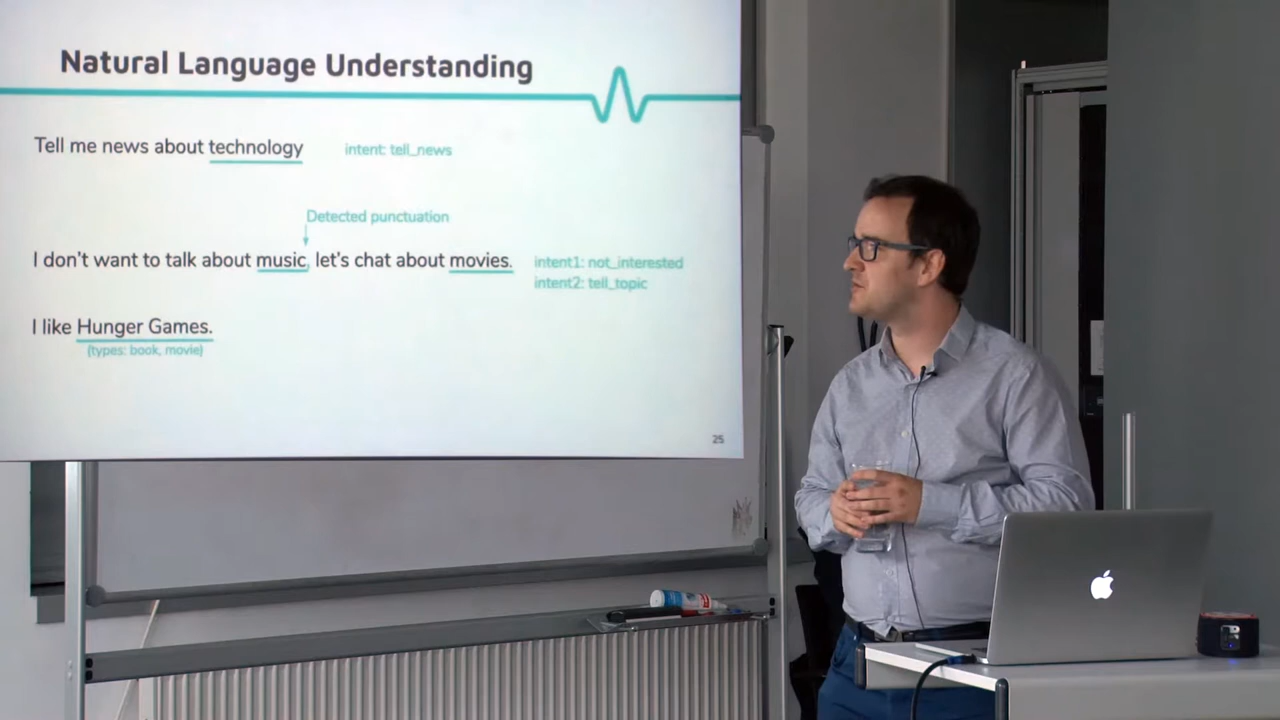 Natural Language Understanding
Tell me news about technology intent: tell_news
Detected punctuation
I don't want to talk about music, let's chat about movies. intent1: not_interested
intent2: tell_topic
I like Hunger Games.
(types: book, movie)
25